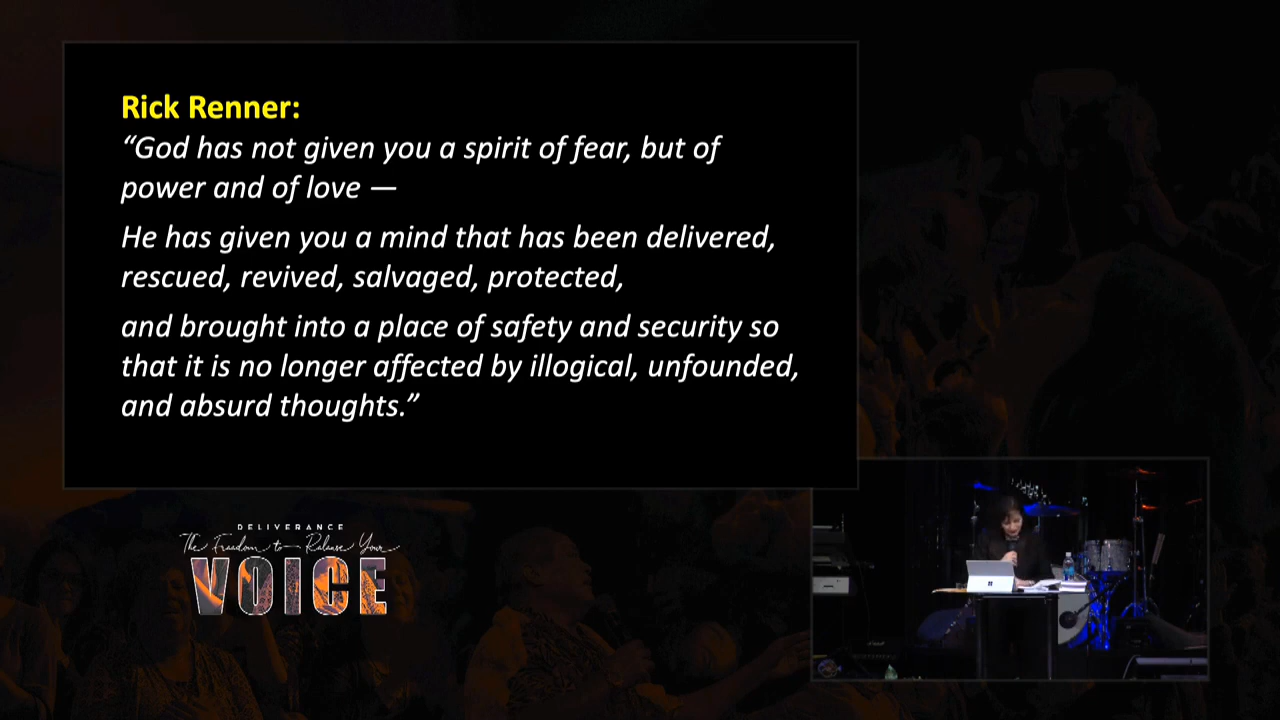 Rick Renner:
“God has not given you a spirit of fear, but of
power and of love —
He has given you a mind that has been delivered,
rescued, revived, salvaged, protected,
and brought into a place of safety and security so
that it is no longer affected by illogical, unfounded,
and absurd thoughts.”
DELIVERANCE
The Freedom to Release Your
VOICE